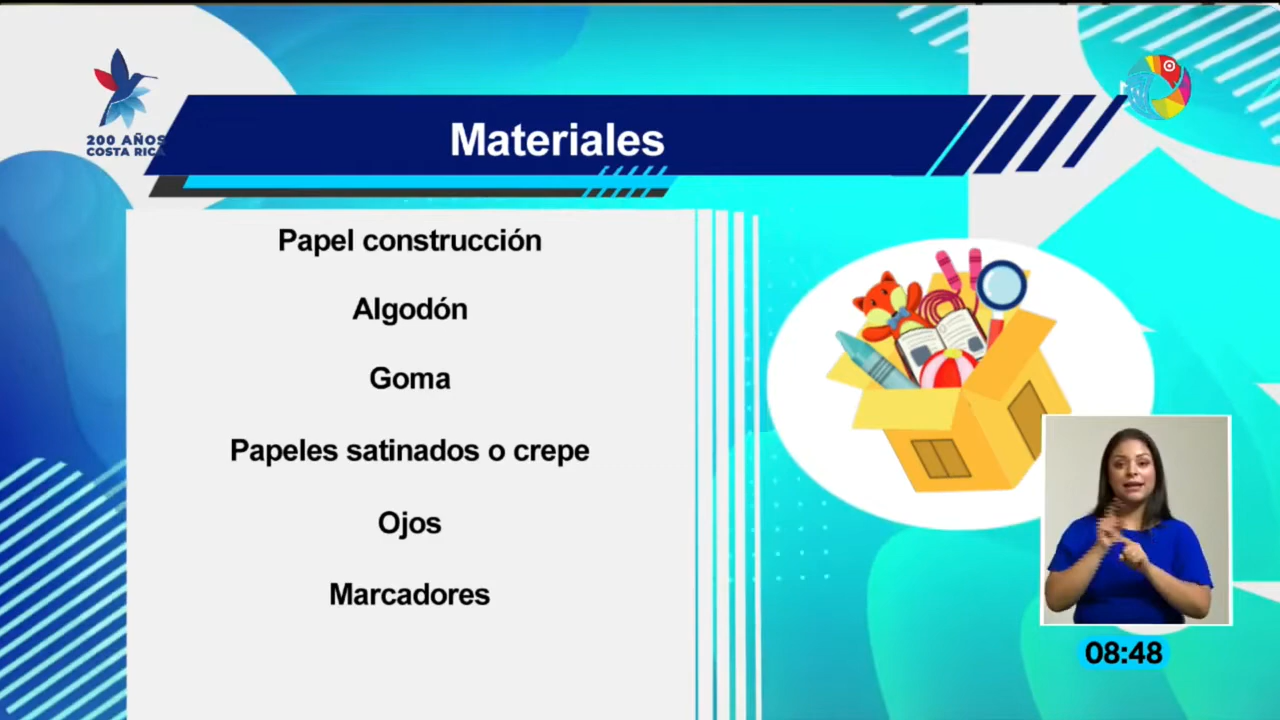 200 AÑOS
COSTA RICA
Materiales
Papel construcción
Algodón
Goma
Papeles satinados o crepe
Ojos
Marcadores
08:48